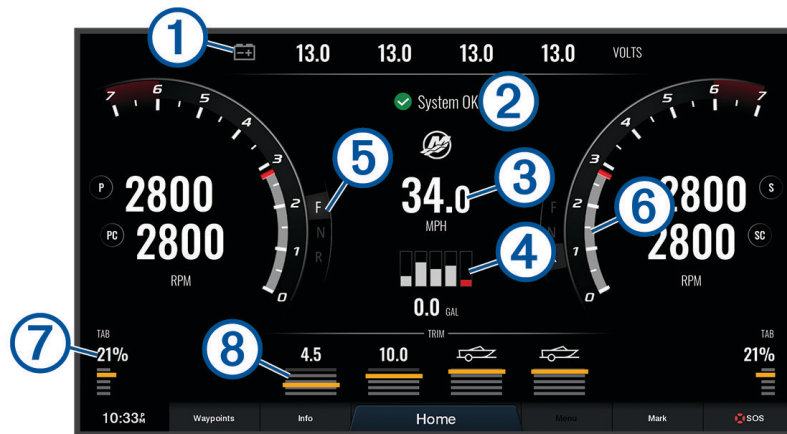 1 13.0 13.0 13.0 13.0 VOLTS
System OK 2
7 6 5 4 3 2 1 0
7 6 5 4 3 2 1 0
P 2800
PC 2800
RPM
5
F
N
R
34.0 3
MPH
4
0.0 GAL
F
6
2800 S
2800 SC
RPM
TRIM
TAB
7 21%
8
4.5 10.0
TAB
21%
10:33PM Waypoints Info Home Menu Mark SOS